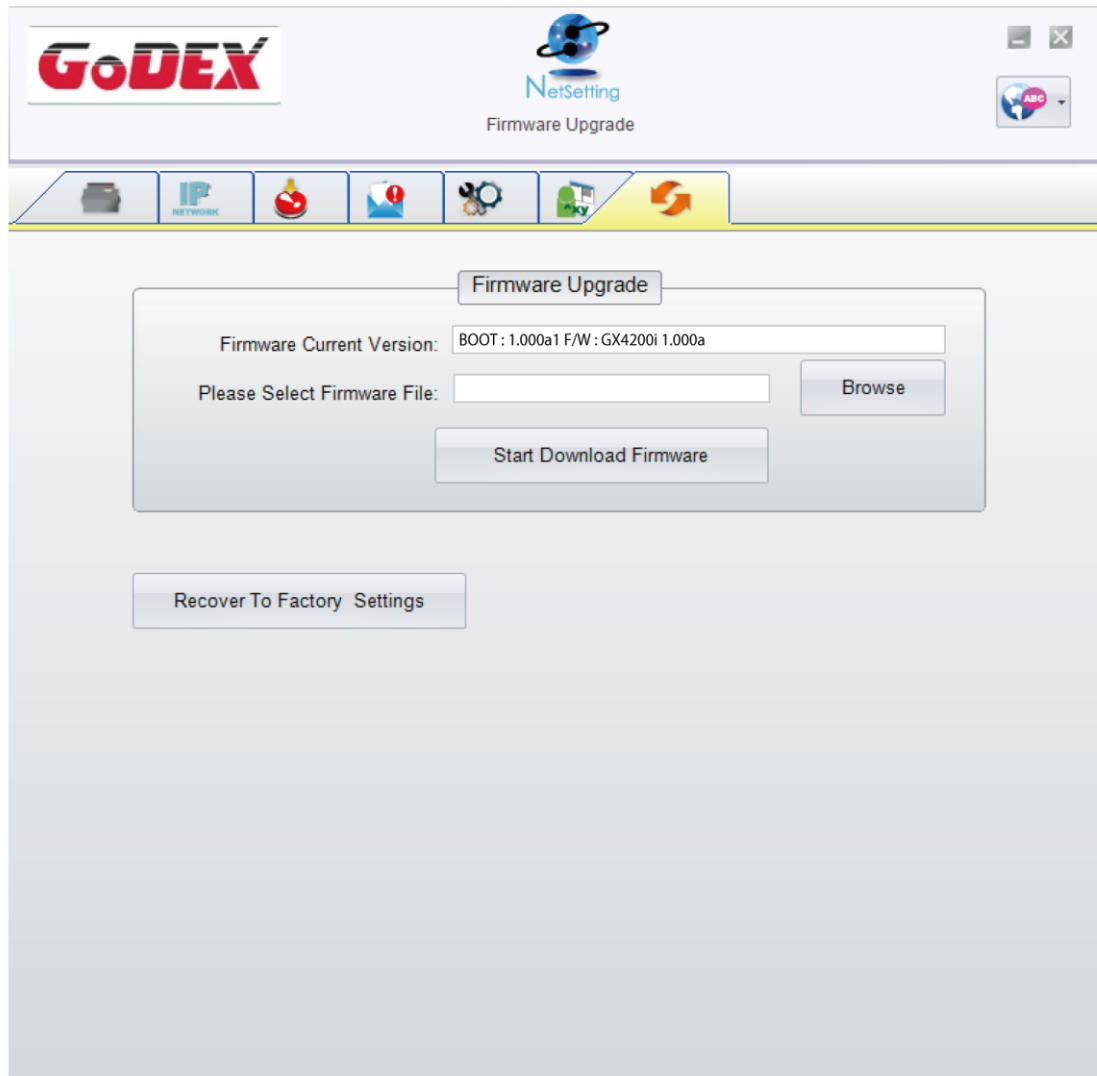 GoDEX
NetSetting
Firmware Upgrade
ABC
IP
NETWORK
^XY
Firmware Upgrade
Firmware Current Version: BOOT : 1.000a1 F/W : GX4200i 1.000a
Please Select Firmware File: Browse
Start Download Firmware
Recover To Factory Settings